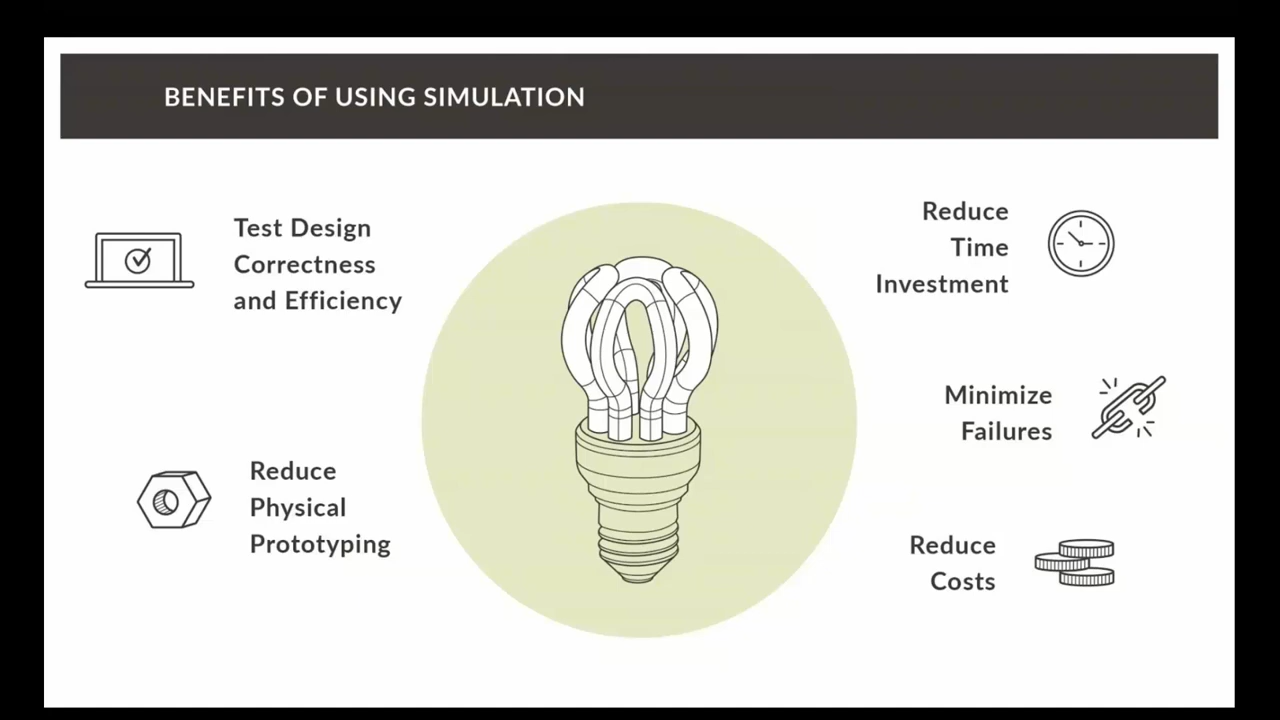 BENEFITS OF USING SIMULATION
Test Design
Correctness
and Efficiency
Reduce
Physical
Prototyping
Reduce
Time
Investment
Minimize
Failures
Reduce
Costs